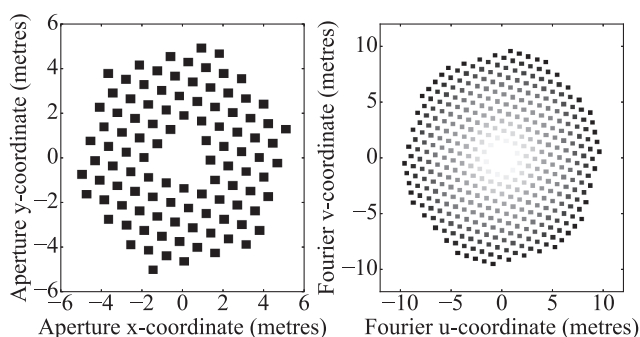 6
4
2
0
−2
−4
−6
−6 −4 −2 0 2 4 6
Aperture x-coordinate (metres)
Aperture y-coordinate (metres)
10
5
0
−5
−10
−10 −5 0 5 10
Fourier u-coordinate (metres)
Fourier v-coordinate (metres)